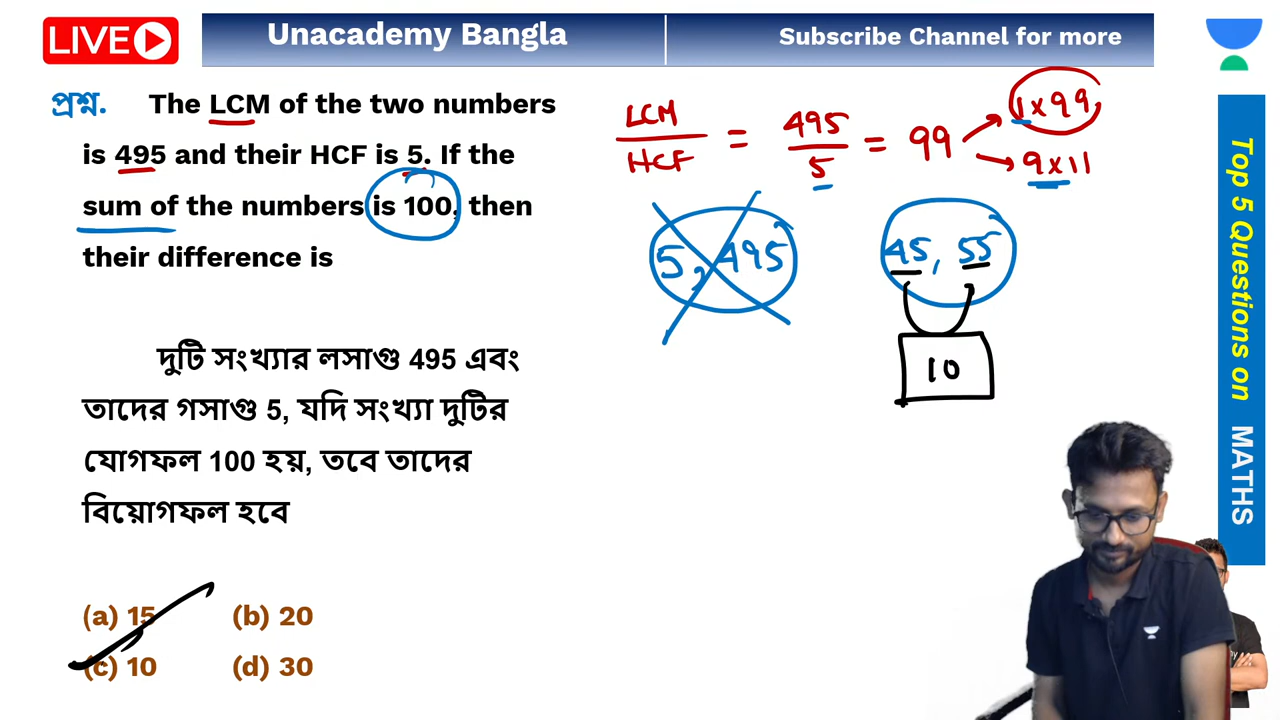 LIVE
Unacademy Bangla
Subscribe Channel for more
প্রশ্ন. The LCM of the two numbers
is 495 and their HCF is 5. If the
sum of the numbers is 100, then
their difference is
দুটি সংখ্যার লসাগু 495 এবং
তাদের গসাগু 5, যদি সংখ্যা দুটির
যোগফল 100 হয়, তবে তাদের
বিয়োগফল হবে
(a) 15 (b) 20
(c) 10 (d) 30
LCM/HCF = 495/5 = 99
1×99
9×11
5, 495
45, 55
10
Top 5 Questions on MATHS